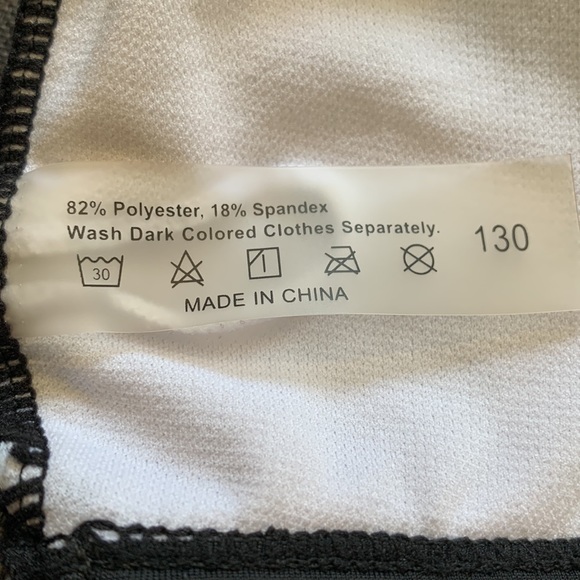 82% Polyester, 18% Spandex
Wash Dark Colored Clothes Separately.
30
130
MADE IN CHINA